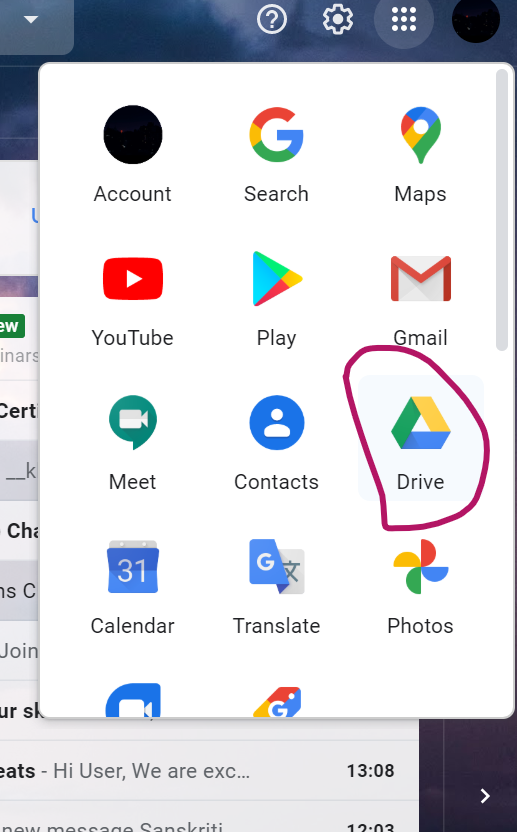 Account Search Maps
YouTube Play Gmail
ew
inars
Certi
Meet Contacts Drive
__k
Cha
31
ns C
Calendar Translate Photos
Join
ur sk
eats - Hi User, We are exc... 13:08
new message Sanskriti 12:03